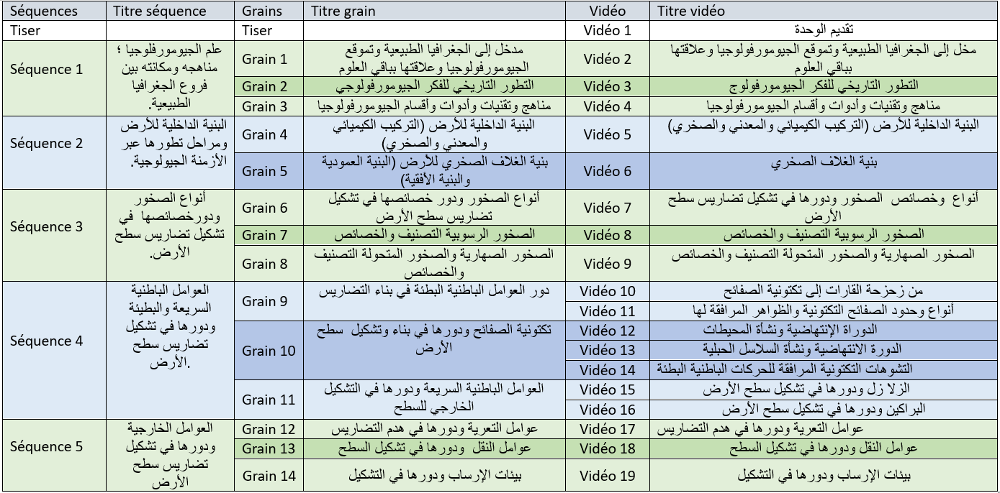 Séquences Titre séquence Grains Titre grain Vidéo Titre vidéo
Tiser Tiser Vidéo 1 تقديم الوحدة
Séquence 1
علم الجيومورفلوجيا ؛
مناهجه ومكانته بين
فروع الجغرافيا
الطبيعية.
Grain 1
مدخل إلى الجغرافيا الطبيعية وتموقع
الجيومورفولوجيا وعلاقتها بباقي العلوم
Vidéo 2
مخل إلى الجغرافيا الطبيعية وتموقع الجيومورفولوجيا وعلاقتها
بباقي العلوم
Grain 2 التطور التاريخي للفكر الجيومورفولوجي Vidéo 3 التطور التاريخي للفكر الجيومورفولوج
Grain 3 مناهج وتقنيات وأدوات وأقسام الجيومورفولوجيا Vidéo 4 مناهج وتقنيات وأدوات وأقسام الجيومورفولوجيا
Séquence 2
البنية الداخلية للأرض
ومراحل تطورها عبر
الأزمنة الجيولوجية.
Grain 4
البنية الداخلية للأرض (التركيب الكيميائي
والمعدني والصخري)
Vidéo 5
البنية الداخلية للأرض (التركيب الكيميائي والمعدني والصخري)
Grain 5
بنية الغلاف الصخري للأرض (البنية العمودية
والبنية الأفقية)
Vidéo 6
بنية الغلاف الصخري
Séquence 3
أنواع الصخور
ودورخصائصها في
تشكيل تضاريس سطح
الأرض.
Grain 6
أنواع الصخور ودور خصائصها في تشكيل
تضاريس سطح الأرض
Vidéo 7
أنواع وخصائص الصخور ودورها في تشكيل تضاريس سطح
الأرض
Grain 7 الصخور الرسوبية التصنيف والخصائص Vidéo 8 الصخور الرسوبية التصنيف والخصائص
Grain 8
الصخور الصهارية والصخور المتحولة التصنيف
والخصائص
Vidéo 9
الصخور الصهارية والصخور المتحولة التصنيف والخصائص
Séquence 4
العوامل الباطنية
السريعة والبطيئة
ودورها في تشكيل
تضاريس سطح
الأرض.
Grain 9
دور العوامل الباطنية البطئة في بناء التضاريس
Vidéo 10 من زحزحة القارات إلى تكتونية الصفائح
Vidéo 11 أنواع وحدود الصفائح التكتونية والظواهر المرافقة لها
Grain 10
تكتونية الصفائح ودورها في بناء وتشكيل سطح
الأرض
Vidéo 12 الدوراة الإنتهاضية ونشأة المحيطات
Vidéo 13 الدورة الانتهاضية ونشأة السلاسل الحبلية
Vidéo 14 التشوهات التكتونية المرافقة للحركات الباطنية البطئة
Grain 11
العوامل الباطنية السريعة ودورها في التشكيل
الخارجي للسطح
Vidéo 15 الزلا زل ودورها في تشكيل سطح الأرض
Vidéo 16 البراكين ودورها في تشكيل سطح الأرض
Séquence 5
العوامل الخارجية
ودورها في تشكيل
تضاريس سطح
الأرض
Grain 12 عوامل التعرية ودورها في هدم التضاريس Vidéo 17 عوامل التعرية ودورها في هدم التضاريس
Grain 13 عوامل النقل ودورها في تشكيل السطح Vidéo 18 عوامل النقل ودورها في تشكيل السطح
Grain 14 بيئات الإرساب ودورها في التشكيل Vidéo 19 بيئات الإرساب ودورها في التشكيل